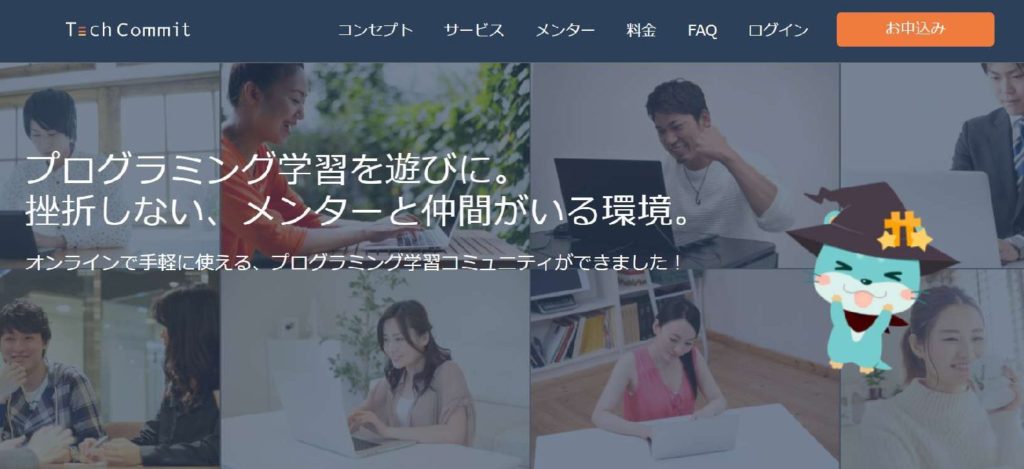 Tech Commit
コンセプト サービス メンター 料金 FAQ ログイン お申込み
プログラミング学習を遊びに。
挫折しない、メンターと仲間がいる環境。
オンラインで手軽に使える、プログラミング学習コミュニティができました！